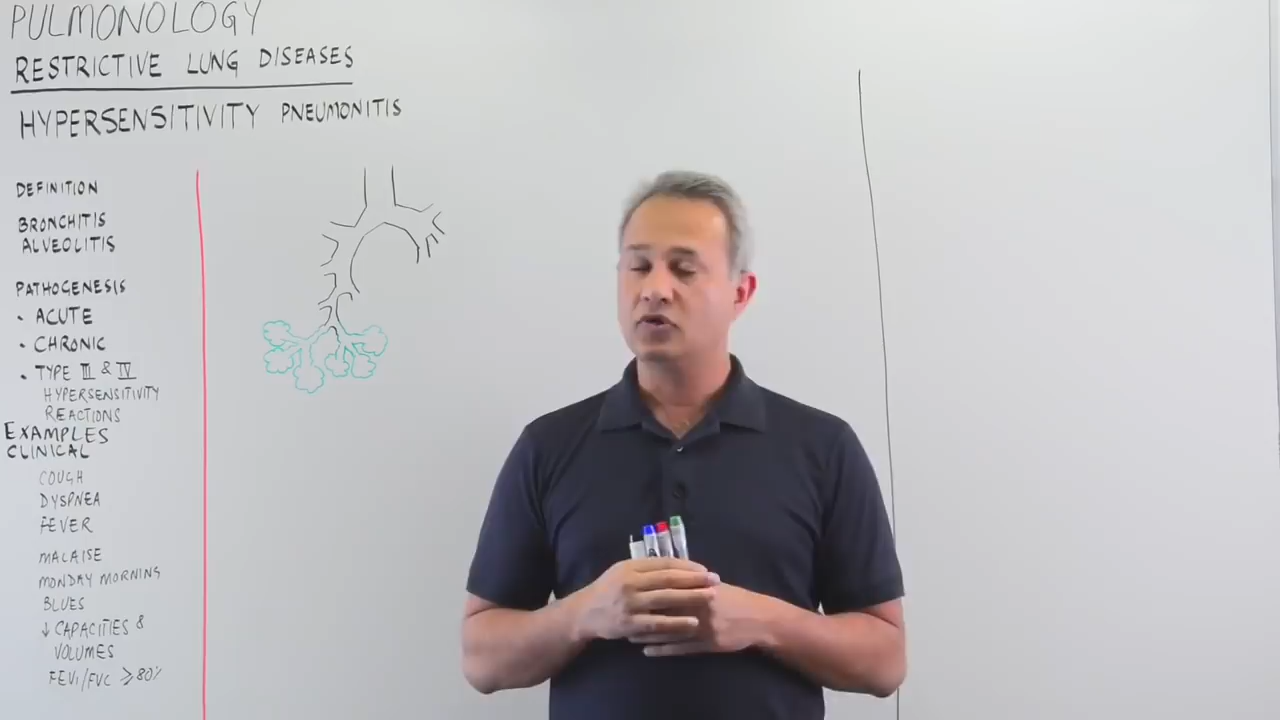 PULMONOLOGY
RESTRICTIVE LUNG DISEASES
HYPERSENSITIVITY PNEUMONITIS
DEFINITION
BRONCHITIS
ALVEOLITIS
PATHOGENESIS
• ACUTE
• CHRONIC
• TYPE III & IV
HYPERSENSITIVITY
REACTIONS
EXAMPLES
CLINICAL
COUGH
DYSPNEA
FEVER
MALAISE
MONDAY MORNING
BLUES
↓ CAPACITIES &
VOLUMES
FEV1/FVC ≥80%